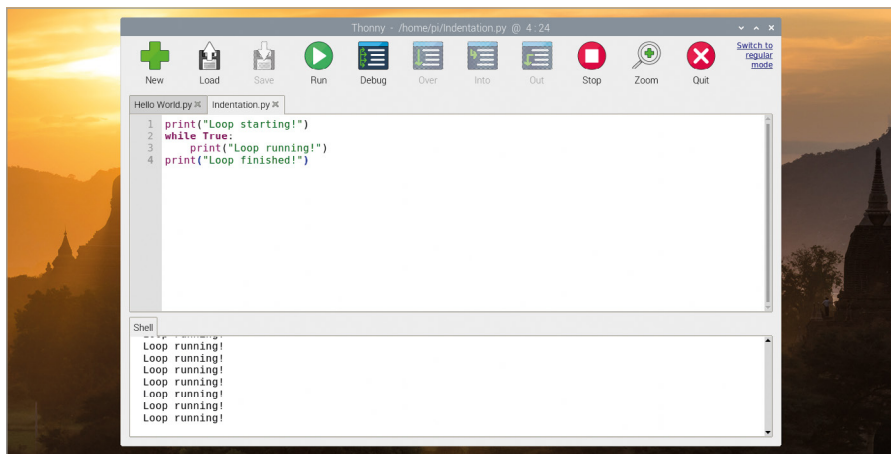 Thonny - /home/pi/Indentation.py @ 4 : 24
Switch to
regular
mode
New Load Save Run Debug Over Into Out Stop Zoom Quit
Hello World.py Indentation.py
1 print("Loop starting!")
2 while True:
3     print("Loop running!")
4 print("Loop finished!")
Shell
Loop running!
Loop running!
Loop running!
Loop running!
Loop running!
Loop running!
Loop running!
Loop running!